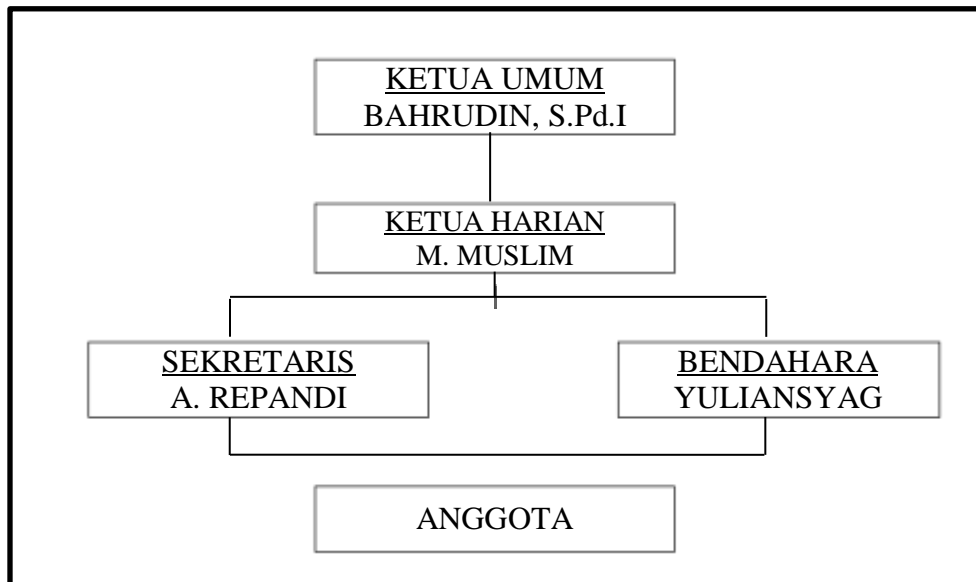 KETUA UMUM
BAHRUDIN, S.Pd.I
KETUA HARIAN
M. MUSLIM
SEKRETARIS
A. REPANDI
BENDAHARA
YULIANSYAG
ANGGOTA